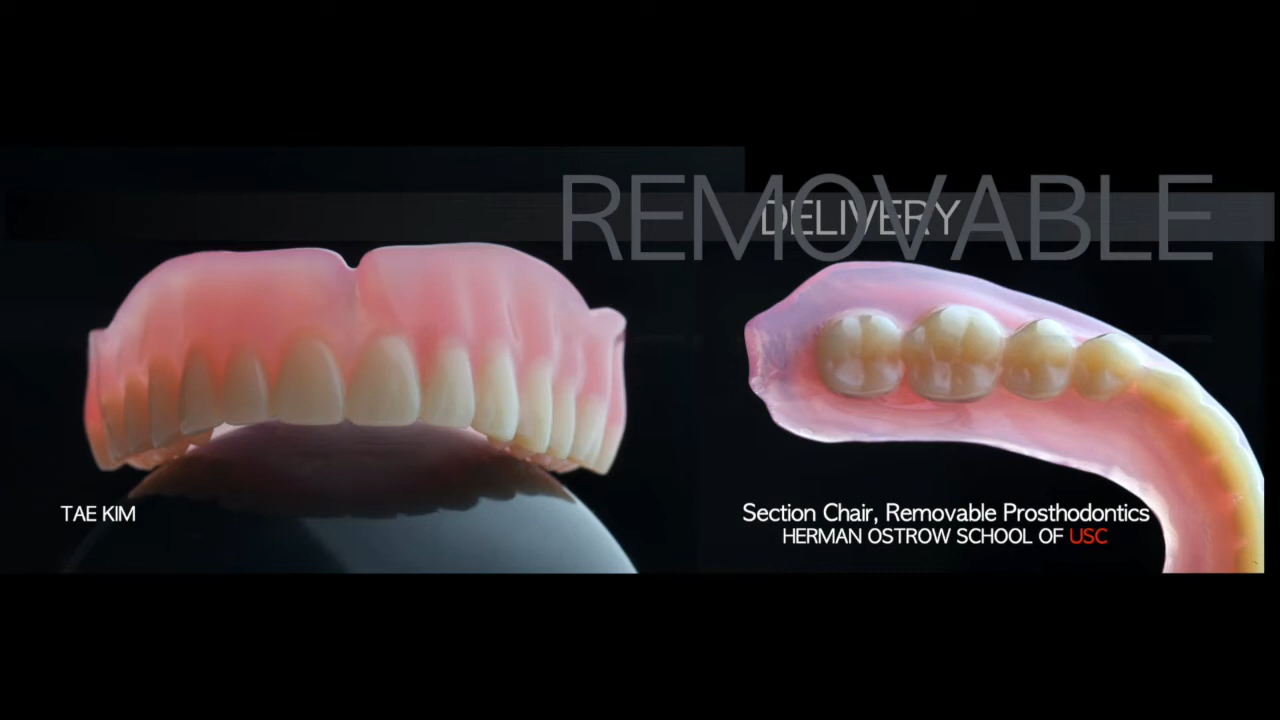 REMOVABLE
DELIVERY
TAE KIM
Section Chair, Removable Prosthodontics
HERMAN OSTROW SCHOOL OF USC